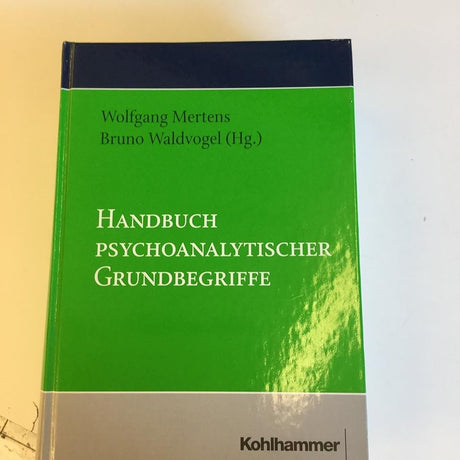 Wolfgang Mertens
Bruno Waldvogel (Hg.)
HANDBUCH
PSYCHOANALYTISCHER
GRUNDBEGRIFFE
Kohlhammer